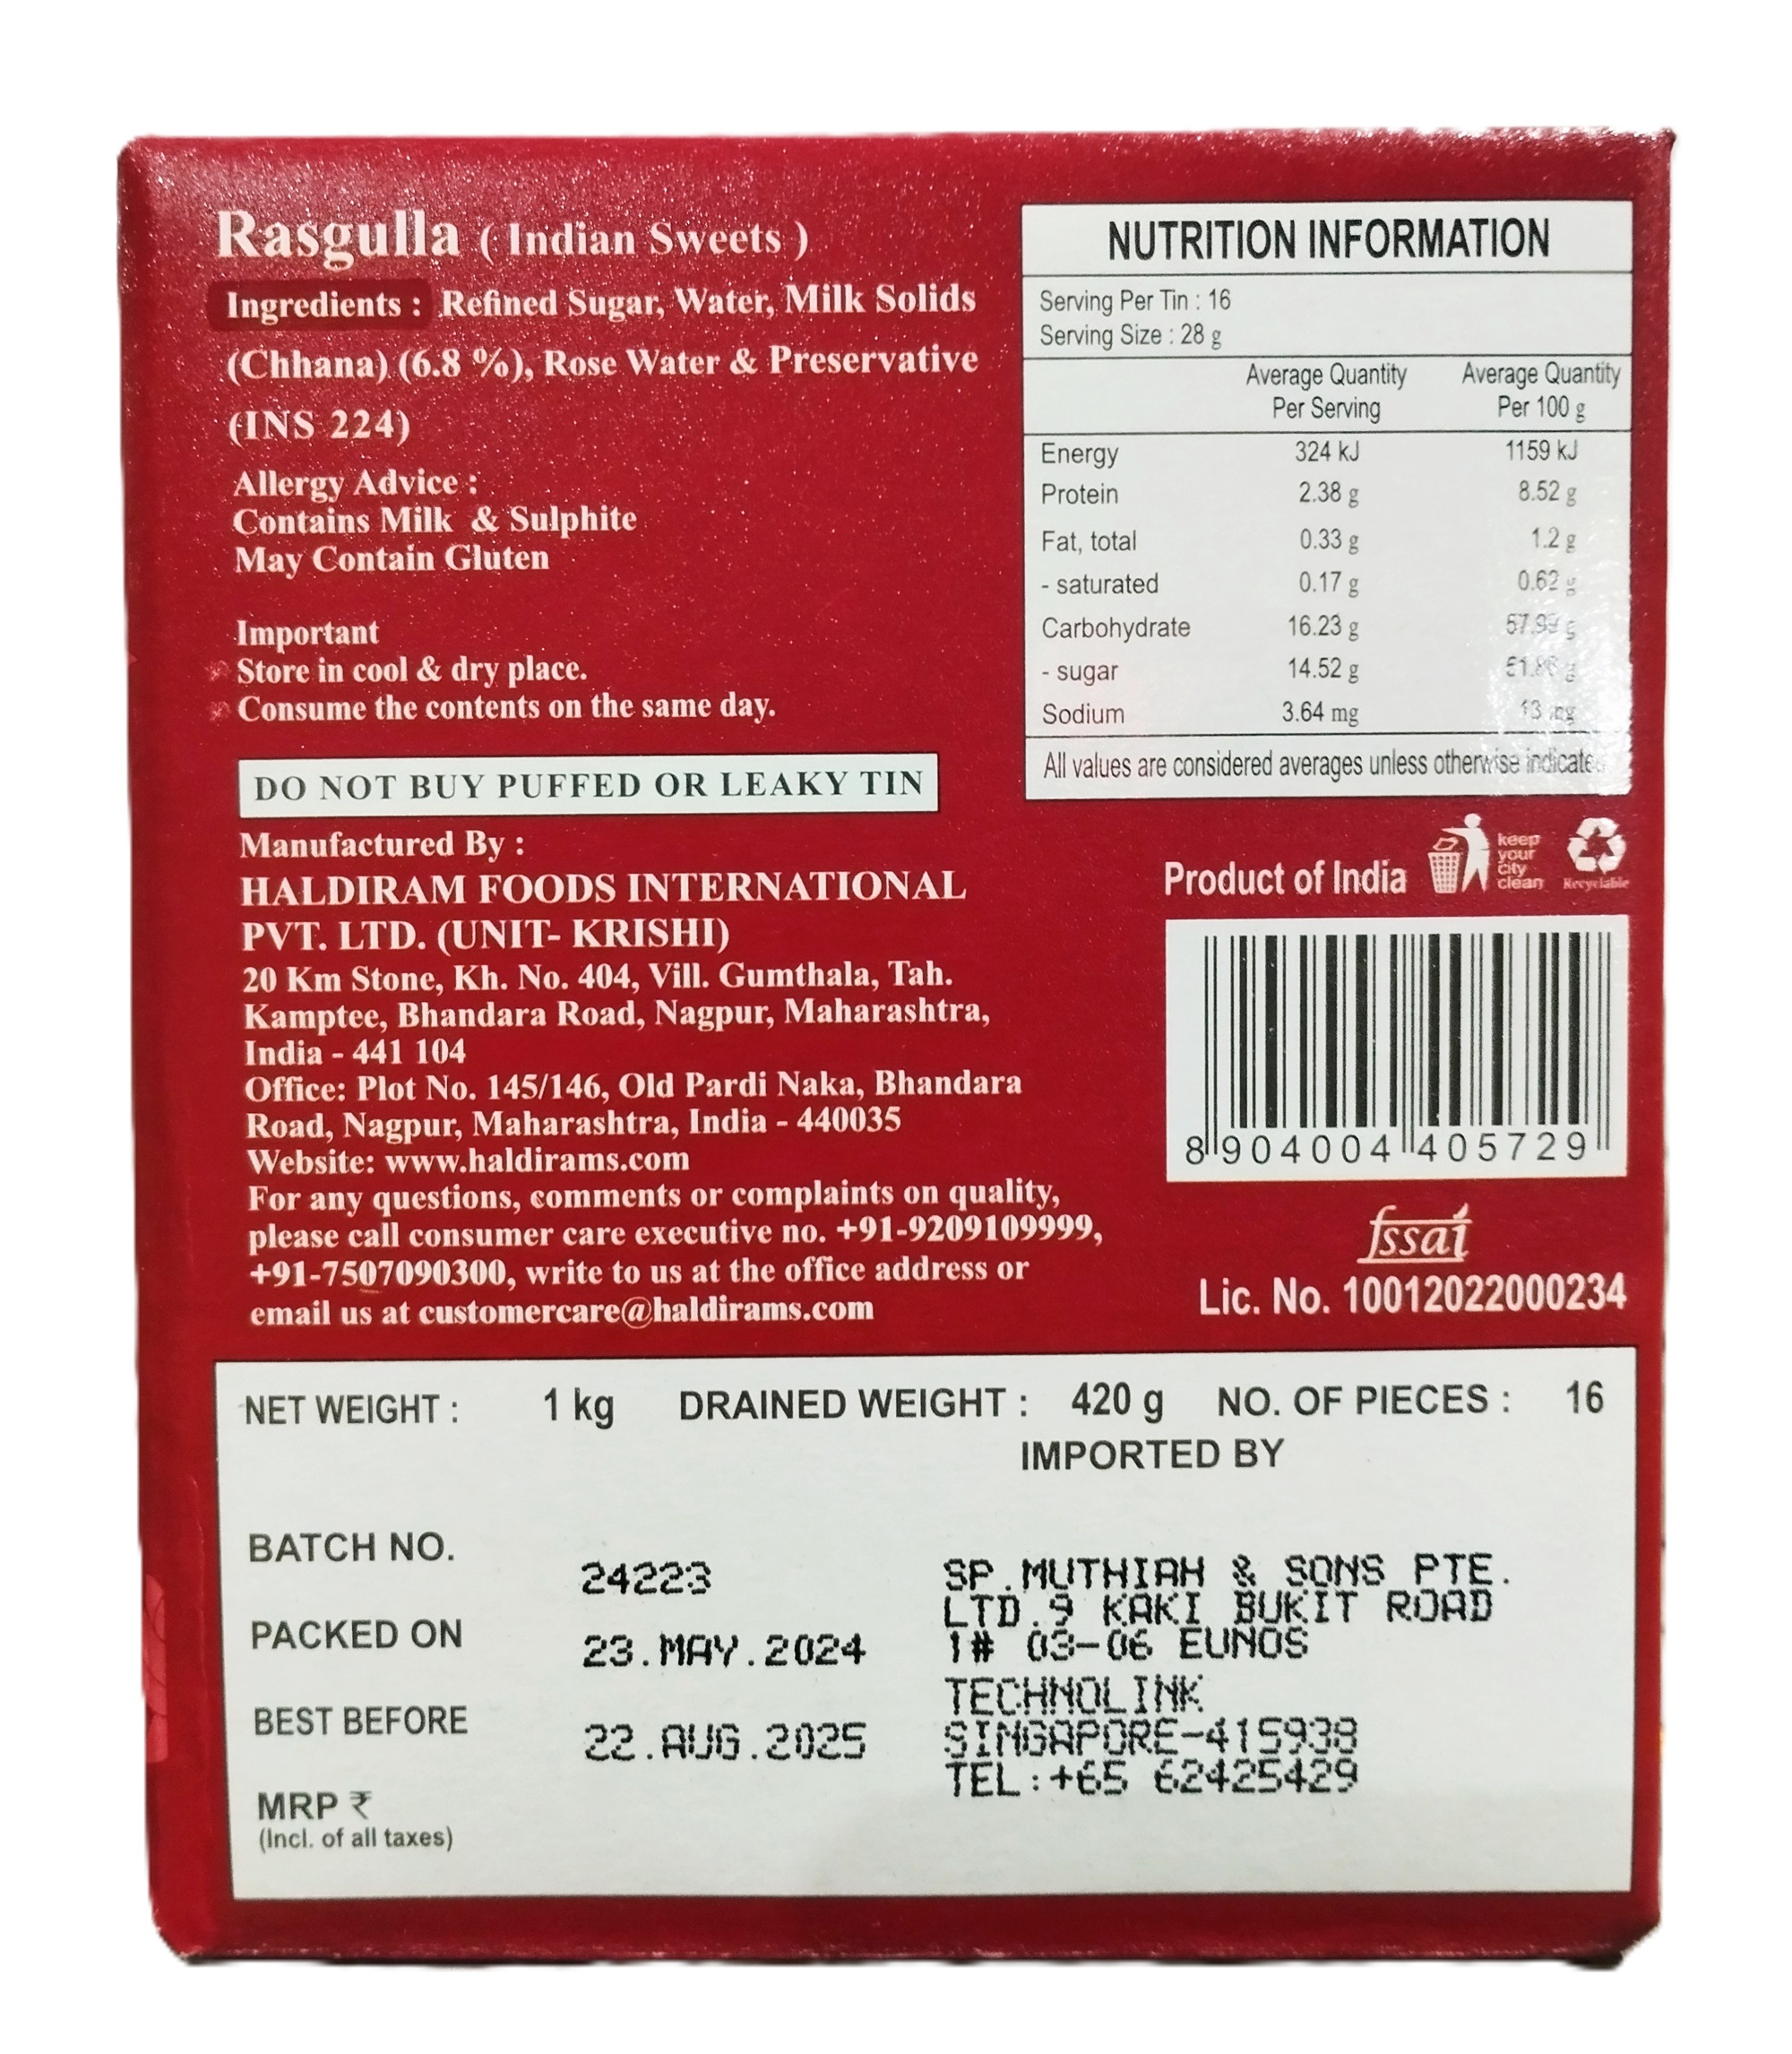 Rasgulla ( Indian Sweets )
Ingredients : Refined Sugar, Water, Milk Solids
(Chhana) (6.8 %), Rose Water & Preservative
(INS 224)
Allergy Advice :
Contains Milk & Sulphite
May Contain Gluten
Important
Store in cool & dry place.
Consume the contents on the same day.
DO NOT BUY PUFFED OR LEAKY TIN
Manufactured By :
HALDIRAM FOODS INTERNATIONAL
PVT. LTD. (UNIT- KRISHI)
20 Km Stone, Kh. No. 404, Vill. Gumthala, Tah.
Kamptee, Bhandara Road, Nagpur, Maharashtra,
India - 441 104
Office: Plot No. 145/146, Old Pardi Naka, Bhandara
Road, Nagpur, Maharashtra, India - 440035
Website: www.haldirams.com
For any questions, comments or complaints on quality,
please call consumer care executive no. +91-9209109999,
+91-7507090300, write to us at the office address or
email us at customercare@haldirams.com
NUTRITION INFORMATION
Serving Per Tin : 16
Serving Size : 28 g
Average Quantity Average Quantity
Per Serving Per 100 g
Energy 324 kJ 1159 kJ
Protein 2.38 g 8.52 g
Fat, total 0.33 g 1.2 g
- saturated 0.17 g 0.62 g
Carbohydrate 16.23 g
- sugar 14.52 g
Sodium 3.64 mg 13 mg
All values are considered averages unless otherwise indicated
Product of India
keep
your
city
clean
Recyclable
8 904004 405729
fssai
Lic. No. 10012022000234
NET WEIGHT : 1 kg DRAINED WEIGHT : 420 g NO. OF PIECES : 16
IMPORTED BY
BATCH NO. 24223
PACKED ON 23.MAY.2024
BEST BEFORE 22.AUG.2025
MRP ₹
(Incl. of all taxes)
SP.MUTHIAH & SONS PTE.
LTD.9 KAKI BUKIT ROAD
1# 03-06 EUNOS
TECHNOLINK
SINGAPORE-415938
TEL:+65 62425429